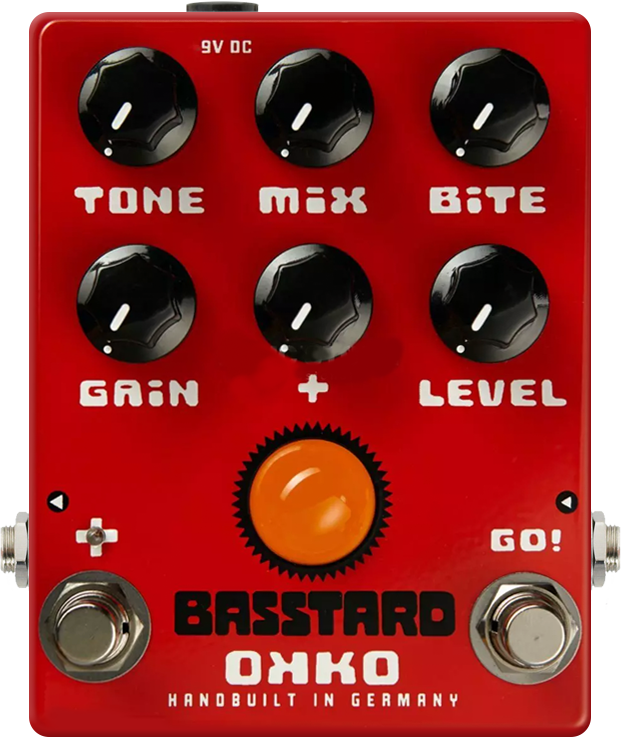 9V DC
TONE MiX BiTE
GAiN + LEVEL
+ GO!
BASSTARD
OKKO
HANDBUILT IN GERMANY